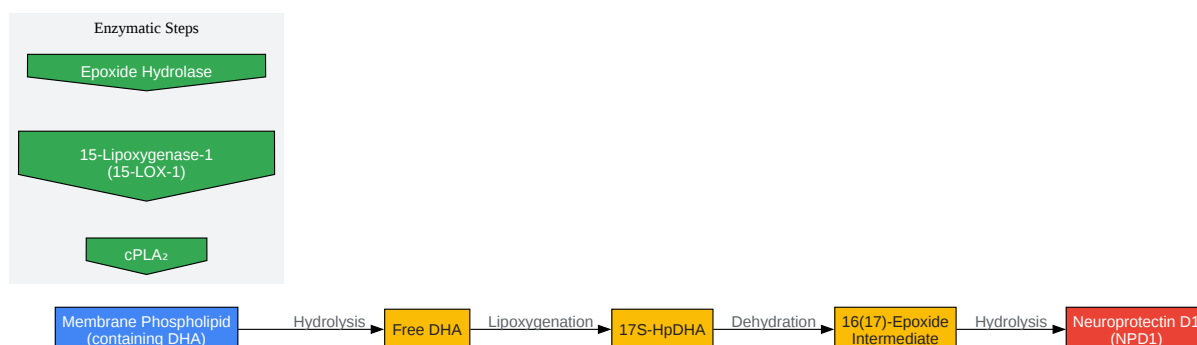 Enzymatic Steps
Epoxide Hydrolase
15-Lipoxygenase-1
(15-LOX-1)
cPLA₂
Membrane Phospholipid
(containing DHA)
Hydrolysis
Free DHA
Lipoxygenation
17S-HpDHA
Dehydration
16(17)-Epoxide
Intermediate
Hydrolysis
Neuroprotectin D1
(NPD1)